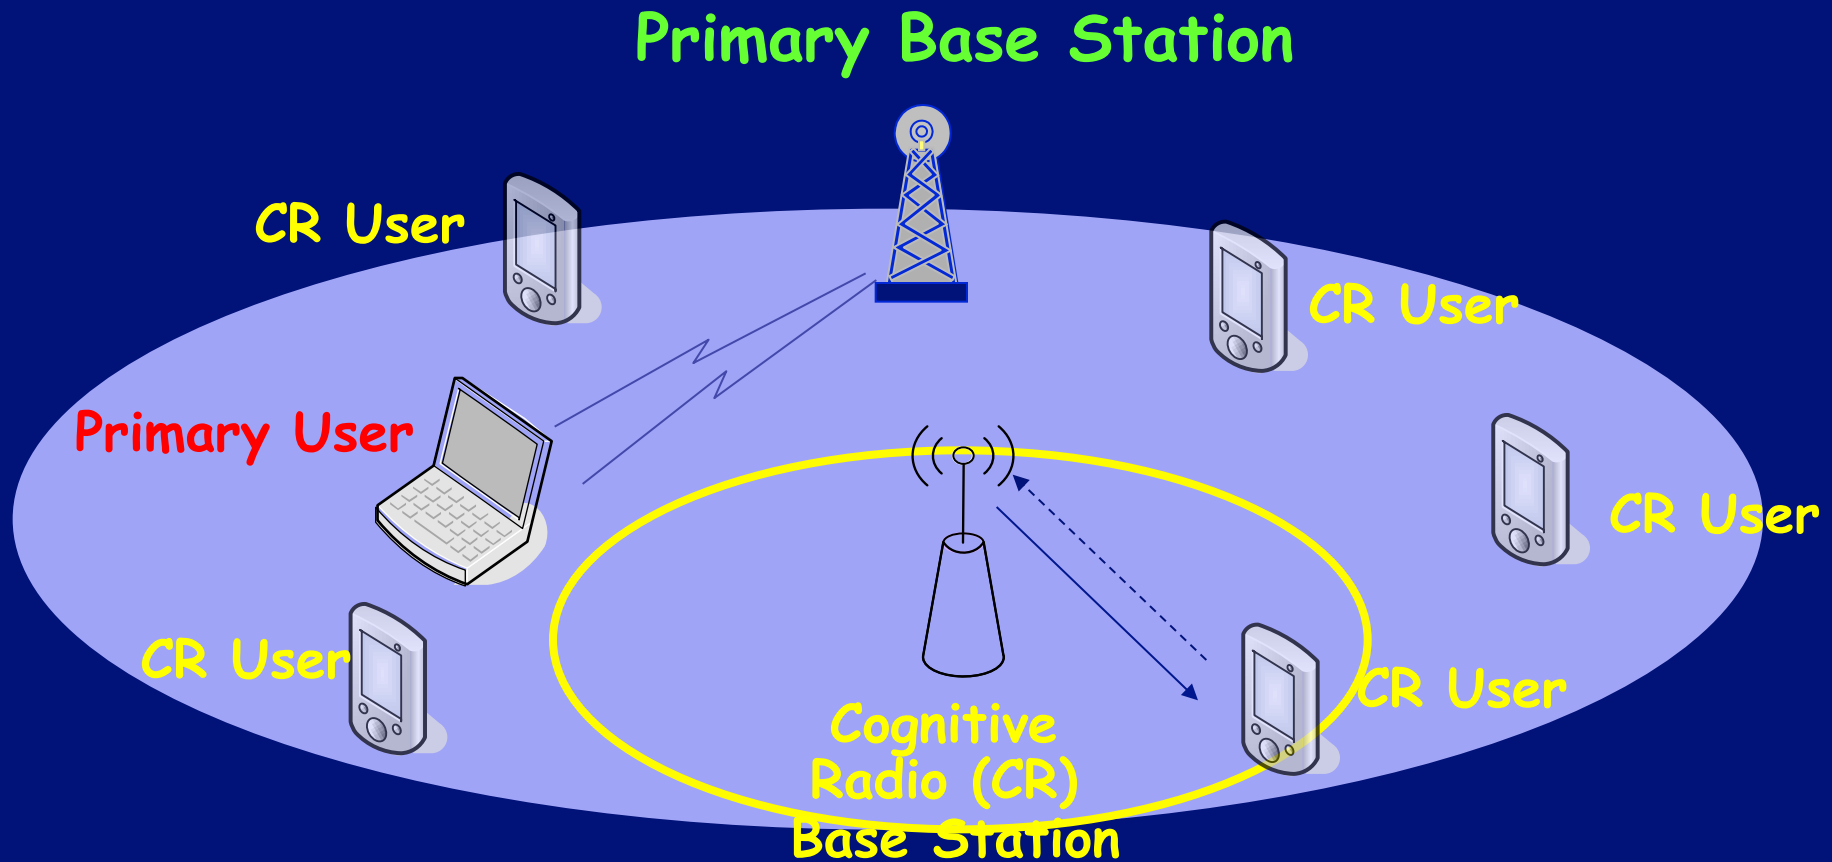 Primary Base Station
CR User
CR User
Primary User
CR User
CR User
CR User
Cognitive
Radio (CR)
Base Station